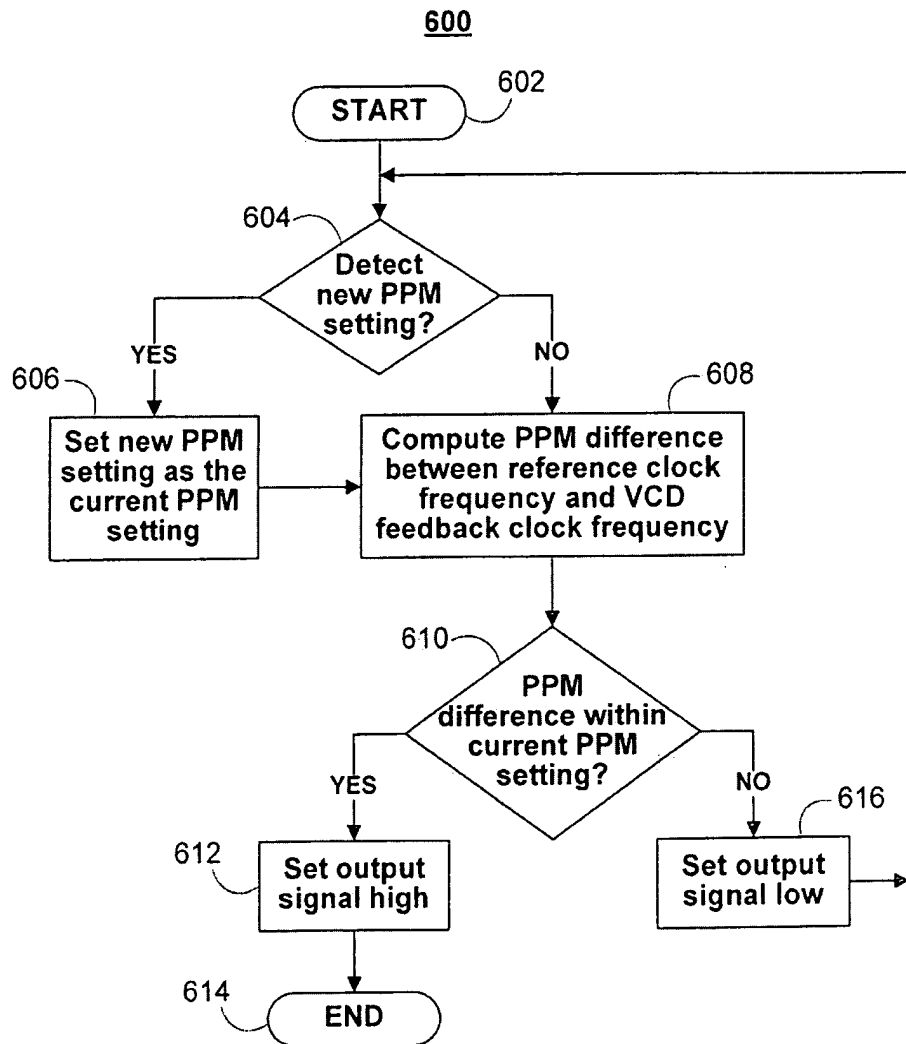 600
START
602
604
Detect
new PPM
setting?
YES
NO
606
608
Set new PPM
setting as the
current PPM
setting
Compute PPM difference
between reference clock
frequency and VCD
feedback clock frequency
610
PPM
difference within
current PPM
setting?
YES
NO
612
616
Set output
signal high
Set output
signal low
614
END